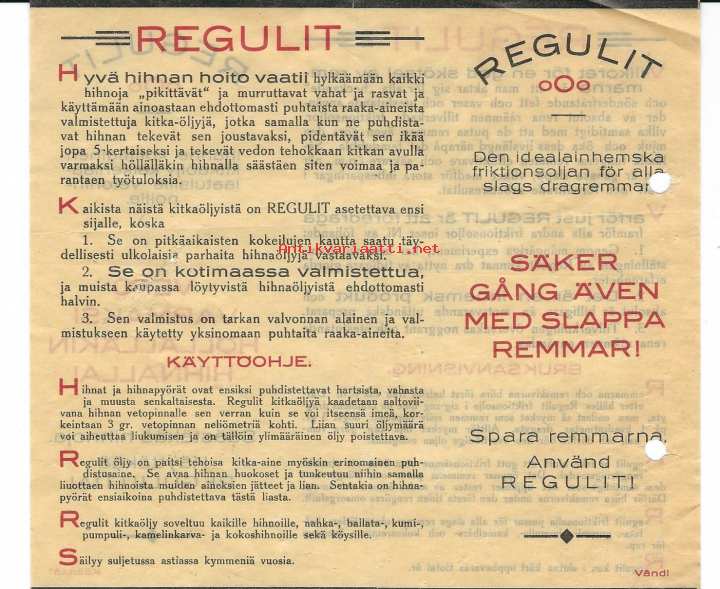 REGULIT
Hyvä hihnan hoito vaatii hylkäämään kaikki
hihnoja „pikittävät“ ja murruttavat vahat ja rasvat ja
käyttämään ainoastaan ehdottomasti puhtaista raaka-aineista
valmistettuja kitka-öljyjä, jotka samalla kun ne puhdista-
vat hihnan tekevät sen joustavaksi, pidentävät sen ikää
jopa 5-kertaiseksi ja tekevät vedon tehokkaan kitkan avulla
varmaksi höllälläkin hihnalla säästäen siten voimaa ja pa-
rantaen työtuloksia.
Kaikista näistä kitkaöljyistä on REGULIT asetettava ensi
sijalle, koska
1. Se on pitkäaikaisten kokeilujen kautta saatu täy-
dellisesti ulkolaisia parhaita hihnaöljyjä vastaavaksi.
2. Se on kotimaassa valmistettua,
ja muista kaupassa löytyvistä hihnaöljyistä ehdottomasti
halvin.
3. Sen valmistus on tarkan valvonnan alainen ja val-
mistukseen käytetty yksinomaan puhtaita raaka-aineita.
KÄYTTÖOHJE:
Hihnat ja hihnapyörät ovat ensiksi puhdistettavat hartsista, vahasta
ja muusta senkaltaisesta. Regulit kitkaöljyä kaadetaan aaltovii-
vana hihnan vetopinnalle sen verran kuin se voi itseensä imeä, kor-
keintaan 3 gr. vetopinnan neliömetriä kohti. Liian suuri öljymäärä
voi aiheuttaa liukumisen ja on tällöin ylimääräinen öljy poistettava.
Regulit öljy on paitsi tehoisa kitka-aine myöskin erinomainen puh-
distusaine. Se avaa hihnan huokoset ja tunkeutuu niihin samalla
liuottaen hihnoista muiden aineksien jätteet ja lian. Sentakia on hihna-
pyörät ensiaikoina puhdistettava tästä liasta.
Regulit kitkaöljy soveltuu kaikille hihnoille, nahka-, ballata-, kumi-,
pumpuli-, kamelinkarva- ja kokoshihnoille sekä köysille.
Säilyy suljetussa astiassa kymmeniä vuosia.
REGULIT
oOo
Den idealainhemska
friktionsoljan för alla
slags dragremmar.
SÄKER
GÅNG ÄVEN
MED SLAPPA
REMMAR!
Spara remmarna.
Använd
REGULIT!
Vänd!
Antikvariaatti.net